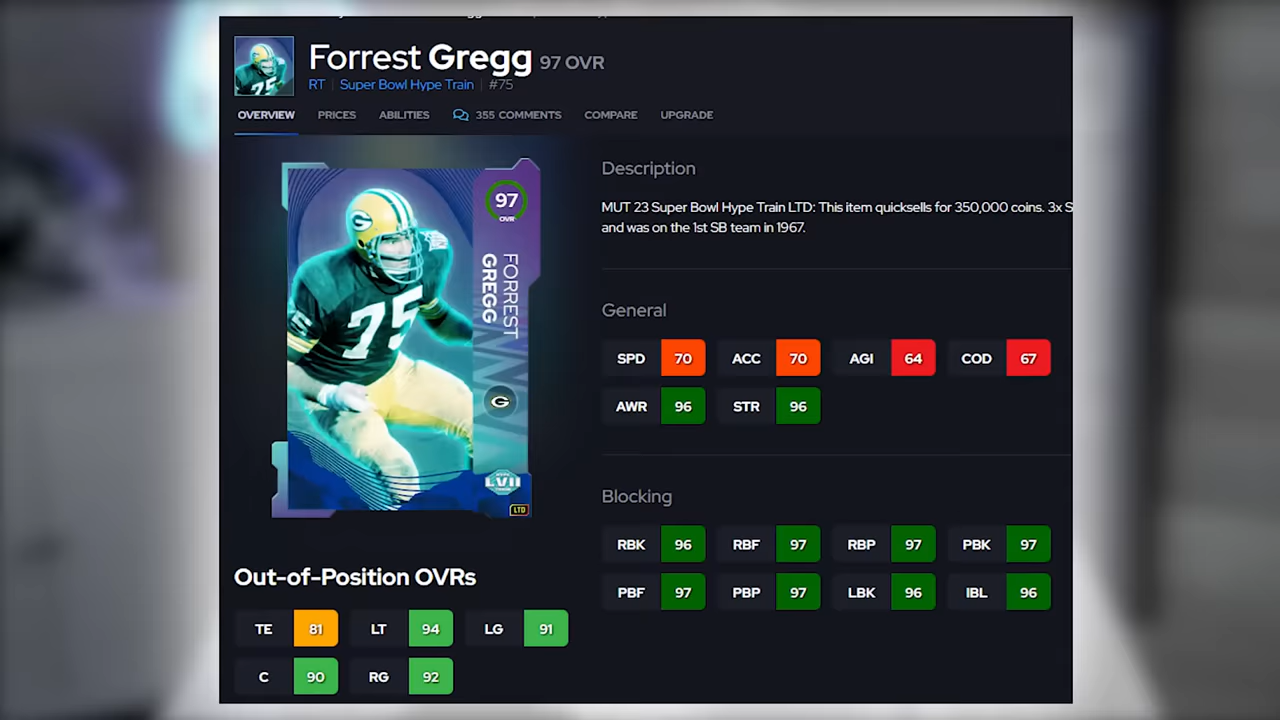 Forrest Gregg 97 OVR
RT | Super Bowl Hype Train | #75
OVERVIEW PRICES ABILITIES 355 COMMENTS COMPARE UPGRADE
97
OVR
FORREST
GREGG
75
G
G
LVII
LTD
Description
MUT 23 Super Bowl Hype Train LTD: This item quicksells for 350,000 coins. 3x S
and was on the 1st SB team in 1967.
General
SPD 70 ACC 70 AGI 64 COD 67
AWR 96 STR 96
Blocking
RBK 96 RBF 97 RBP 97 PBK 97
PBF 97 PBP 97 LBK 96 IBL 96
Out-of-Position OVRs
TE 81 LT 94 LG 91
C 90 RG 92